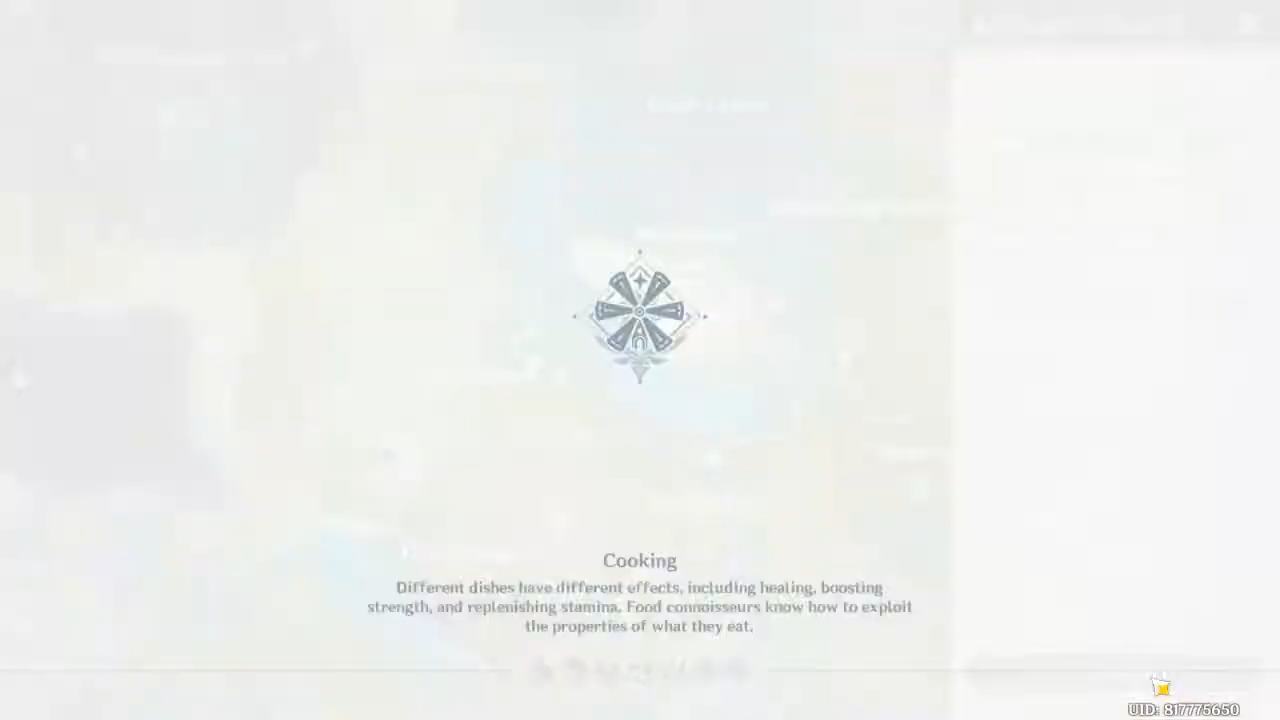 Cooking
Different dishes have different effects, including healing, boosting
strength, and replenishing stamina. Food connoisseurs know how to exploit
the properties of what they eat.
UID: 817775650